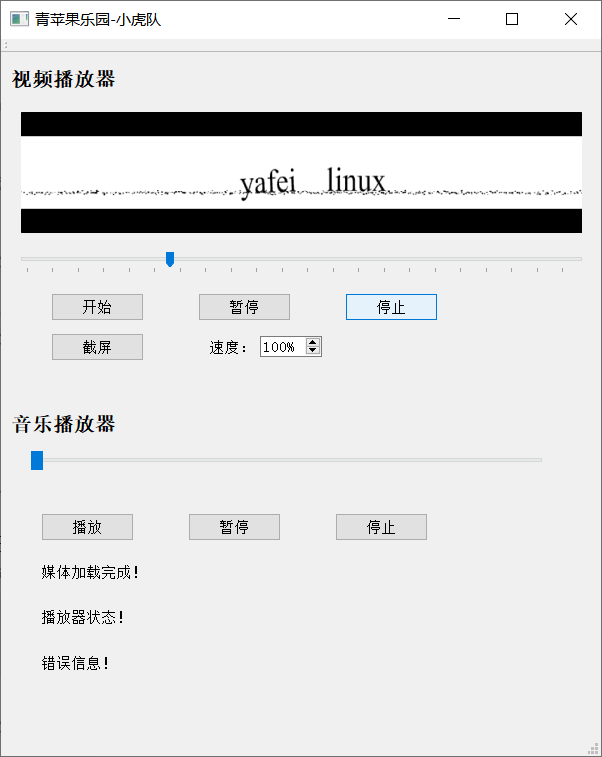 青苹果乐园-小虎队
视频播放器
yafei linux
开始 暂停 停止
截屏 速度： 100%
音乐播放器
播放 暂停 停止
媒体加载完成！
播放器状态！
错误信息！